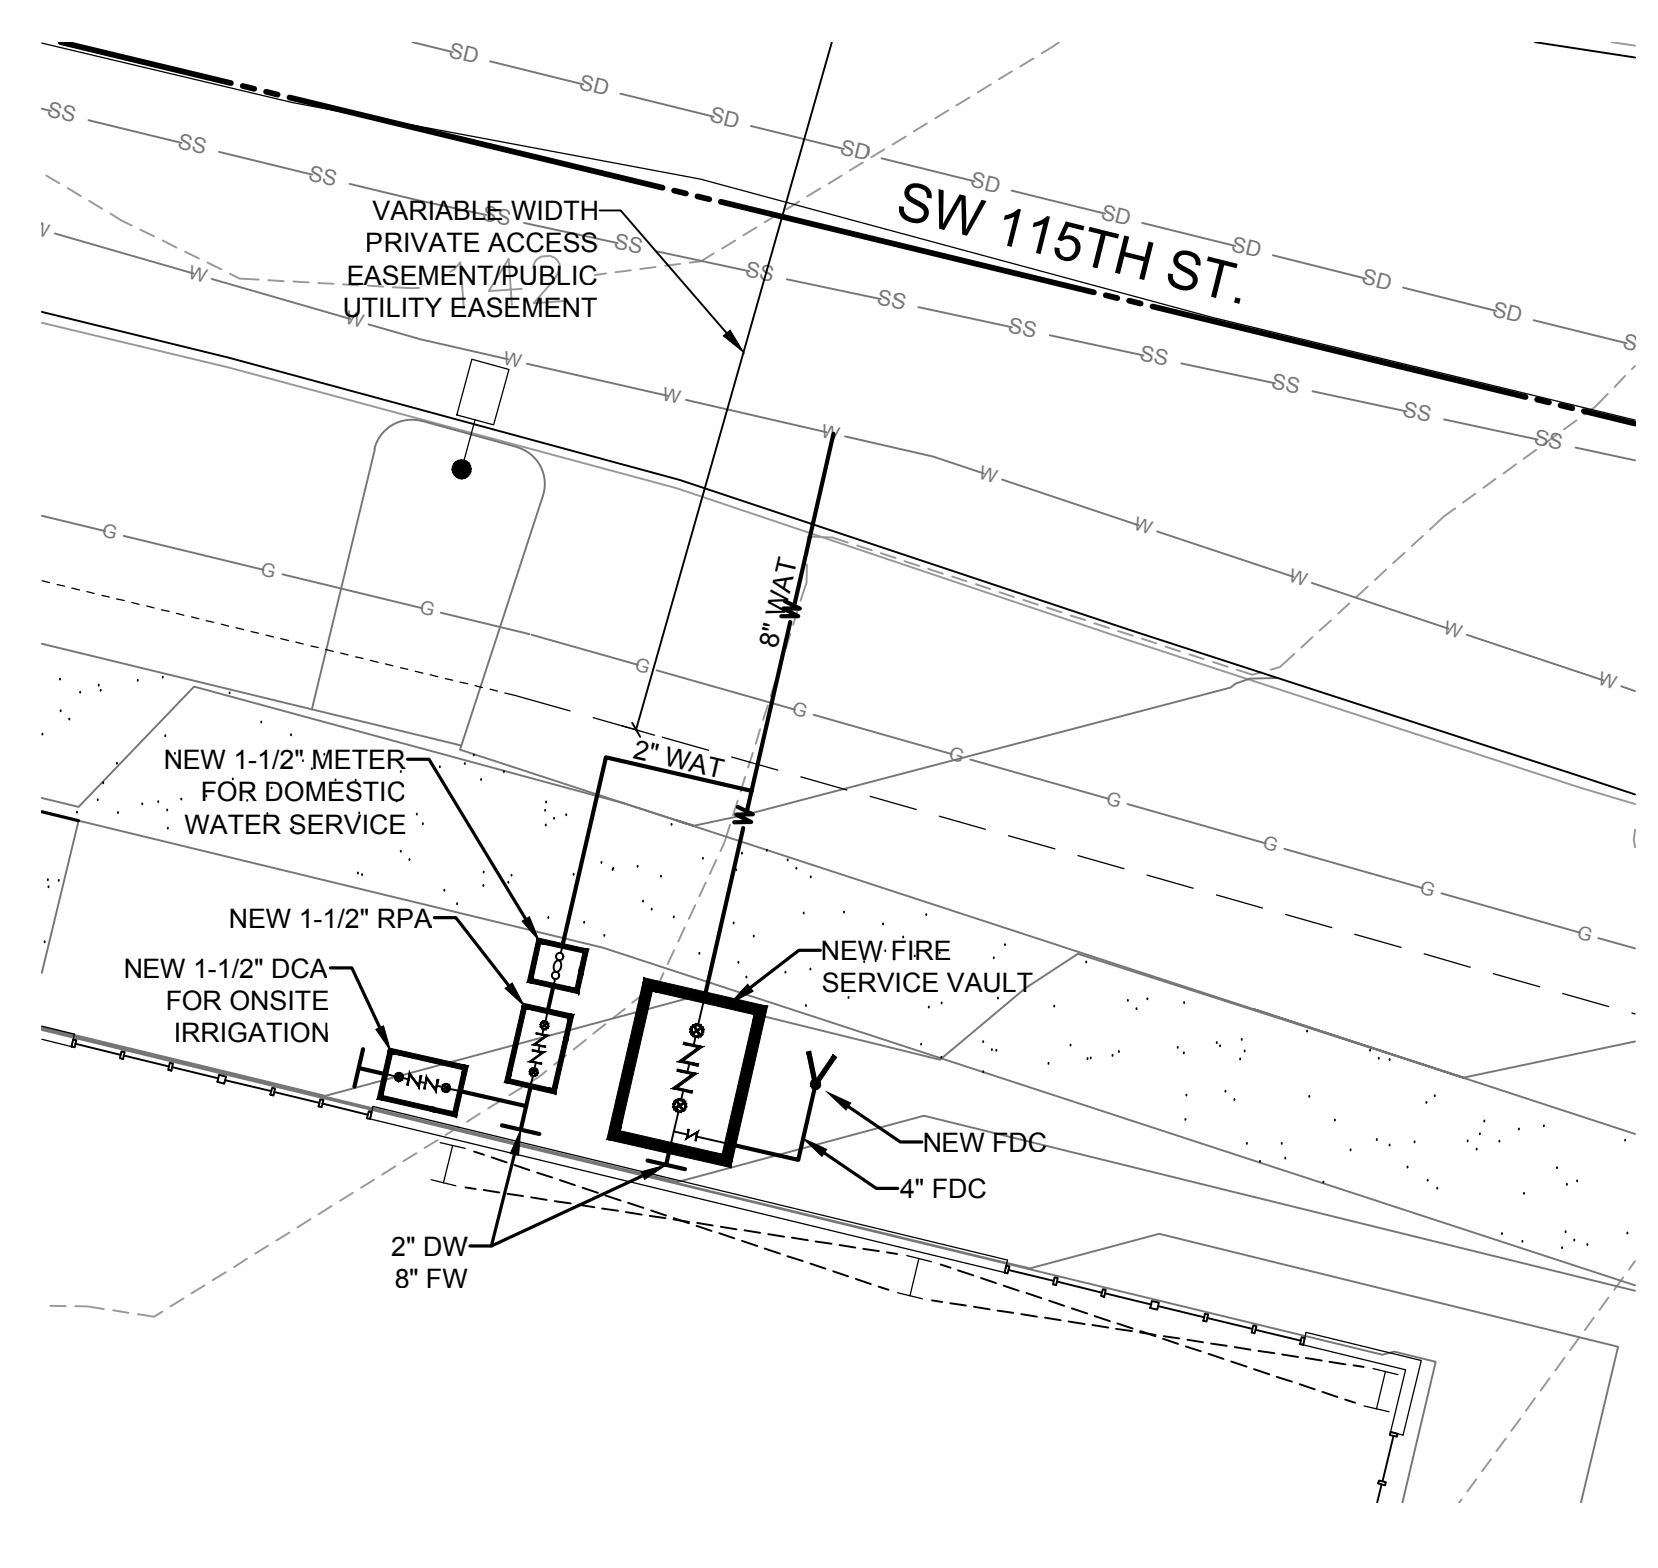 SD
SD
SD
SD
SD
SD
SD
SD
SD
SS
SS
SS
SS
SS
SS
SS
SS
SS
SS
SS
SS
SW 115TH ST.
VARIABLE WIDTH
PRIVATE ACCESS
EASEMENT/PUBLIC
UTILITY EASEMENT
142
W
W
W
W
W
W
W
W
W
W
W
G
G
G
G
G
G
G
G
G
G
8" WAT
W
2" WAT
W
NEW 1-1/2" METER
FOR DOMESTIC
WATER SERVICE
NEW 1-1/2" RPA
NEW 1-1/2" DCA
FOR ONSITE
IRRIGATION
NEW FIRE
SERVICE VAULT
NEW FDC
4" FDC
2" DW
8" FW